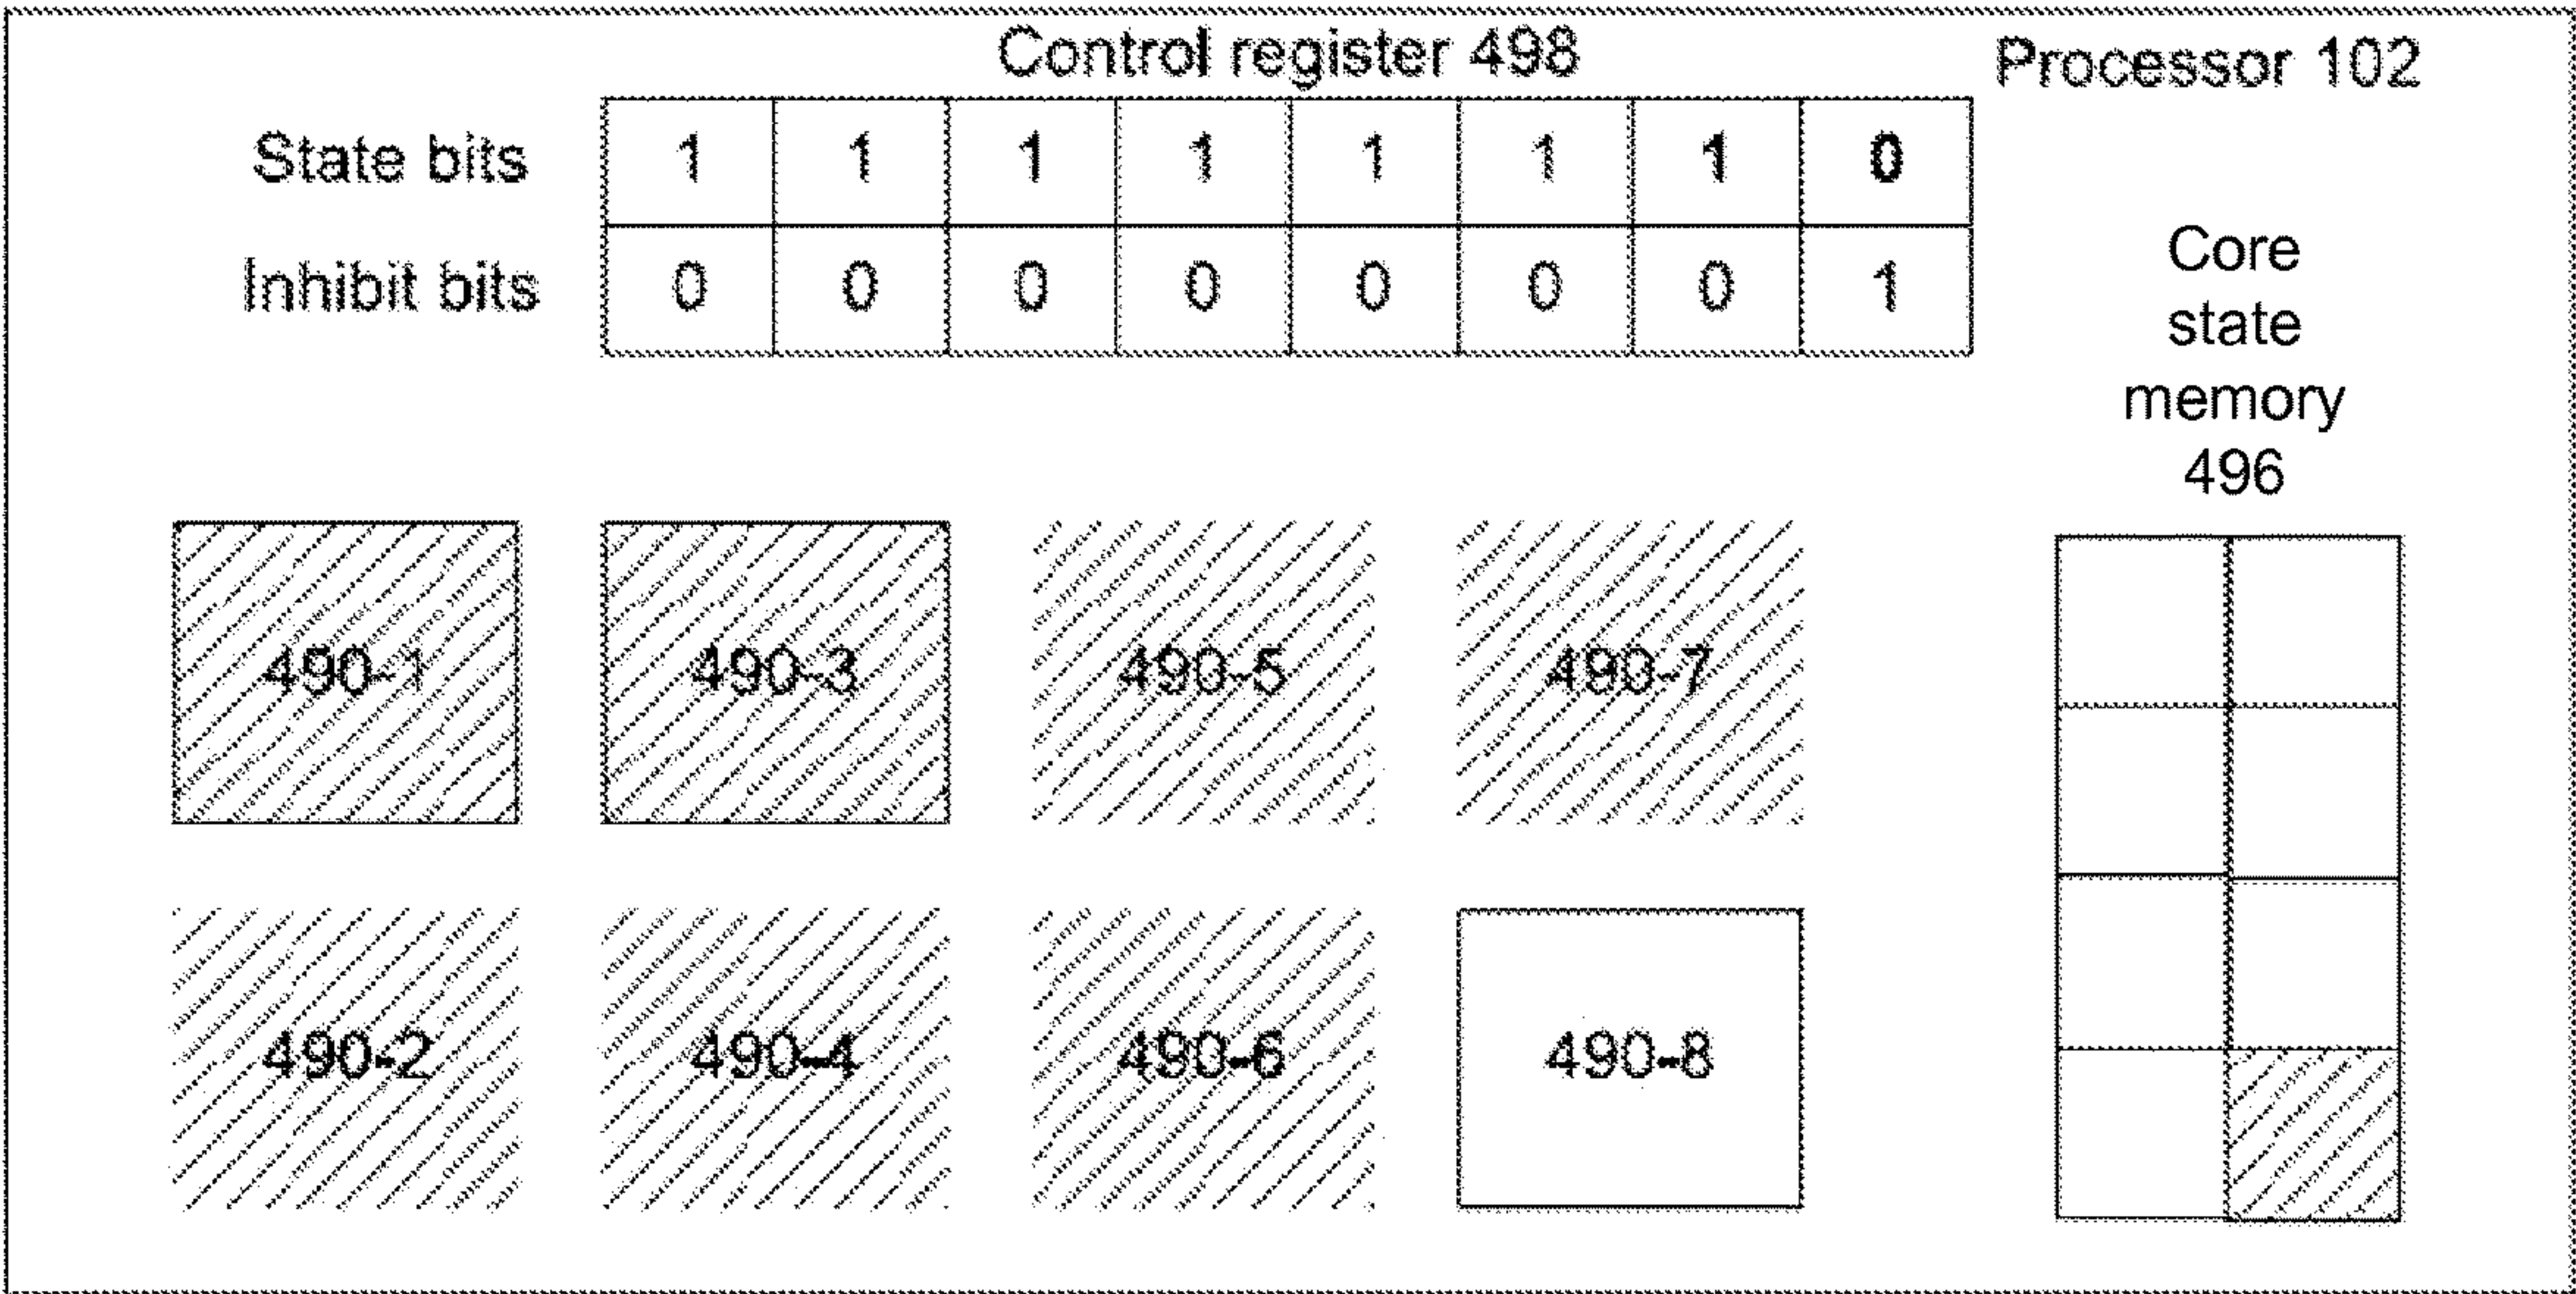 Control register 498
Processor 102
State bits 1 1 1 1 1 1 1 0
Inhibit bits 0 0 0 0 0 0 0 1
Core
state
memory
496
490-1 490-3 490-5 490-7
490-2 490-4 490-6 490-8